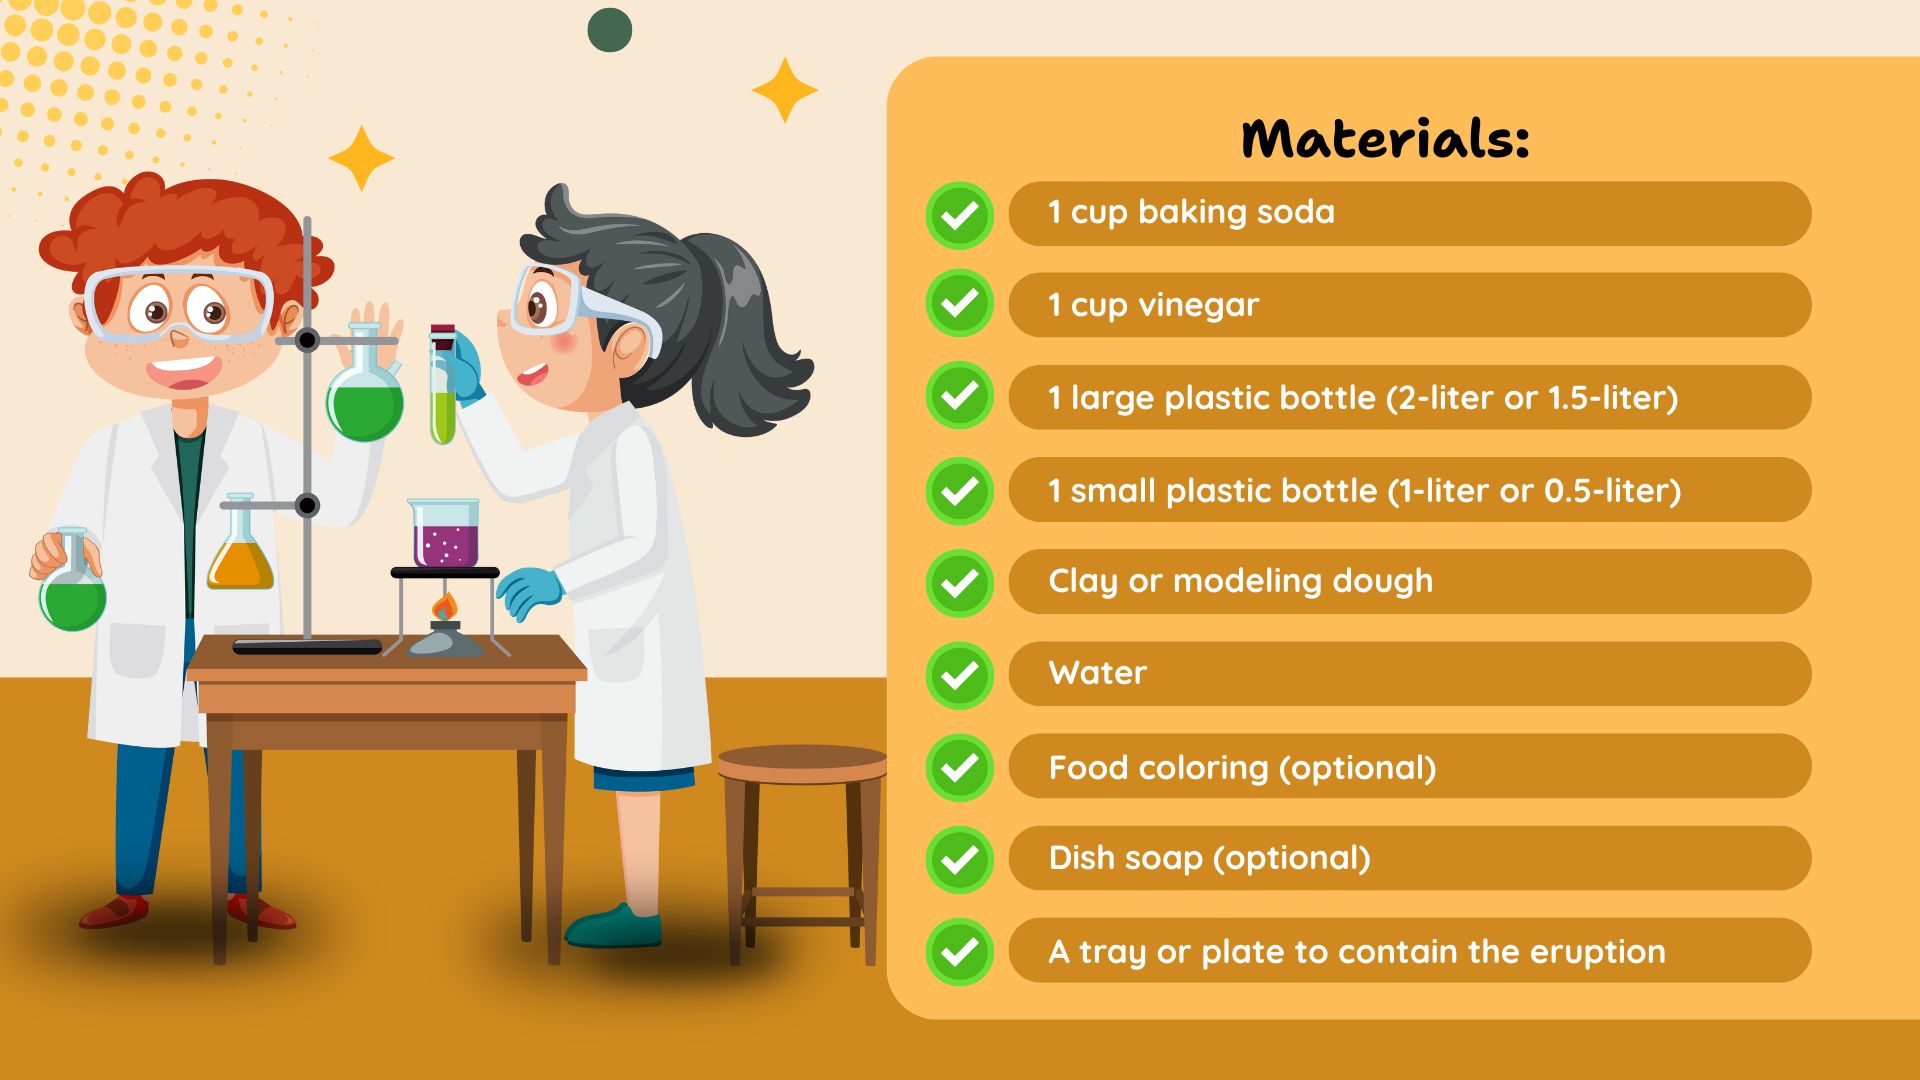 Materials:
1 cup baking soda
1 cup vinegar
1 large plastic bottle (2-liter or 1.5-liter)
1 small plastic bottle (1-liter or 0.5-liter)
Clay or modeling dough
Water
Food coloring (optional)
Dish soap (optional)
A tray or plate to contain the eruption